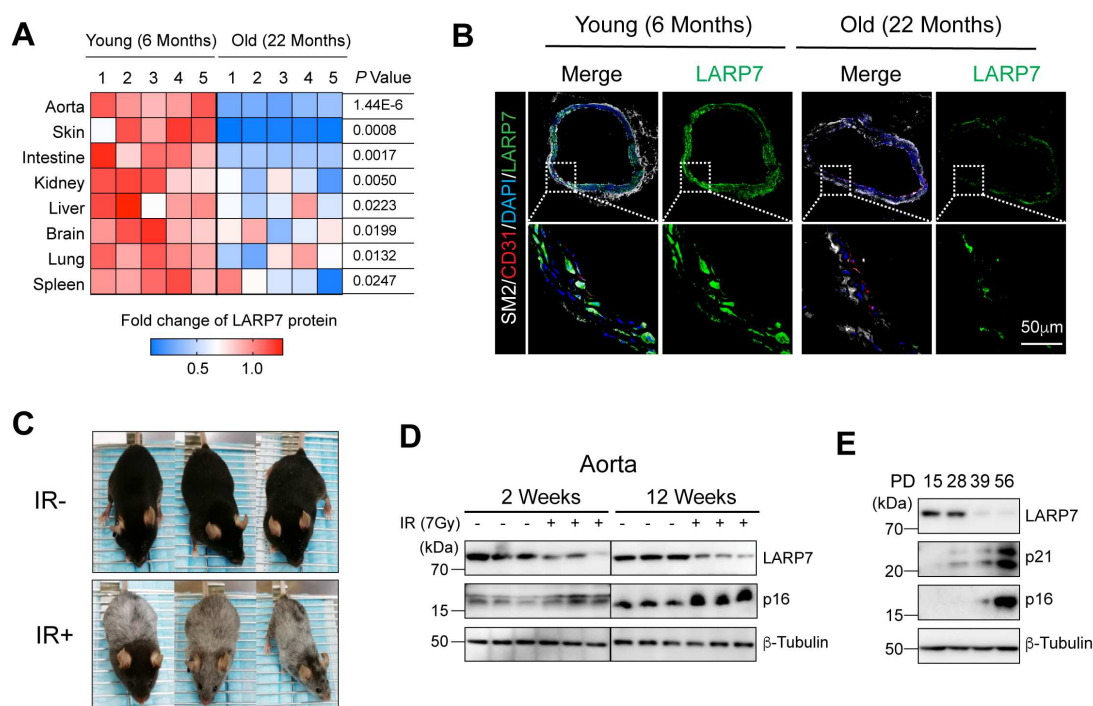 A
Young (6 Months) Old (22 Months)
1 2 3 4 5 1 2 3 4 5 P Value
Aorta 1.44E-6
Skin 0.0008
Intestine 0.0017
Kidney 0.0050
Liver 0.0223
Brain 0.0199
Lung 0.0132
Spleen 0.0247
Fold change of LARP7 protein
0.5 1.0
B
Young (6 Months) Old (22 Months)
Merge LARP7 Merge LARP7
SM2/CD31/DAPI/LARP7
50μm
C
IR-
IR+
D
Aorta
2 Weeks 12 Weeks
IR (7Gy) - - - + + + - - - + + +
(kDa)
LARP7
70
p16
15
50 β-Tubulin
E
PD 15 28 39 56
(kDa)
LARP7
70
p21
20
p16
15
50 β-Tubulin